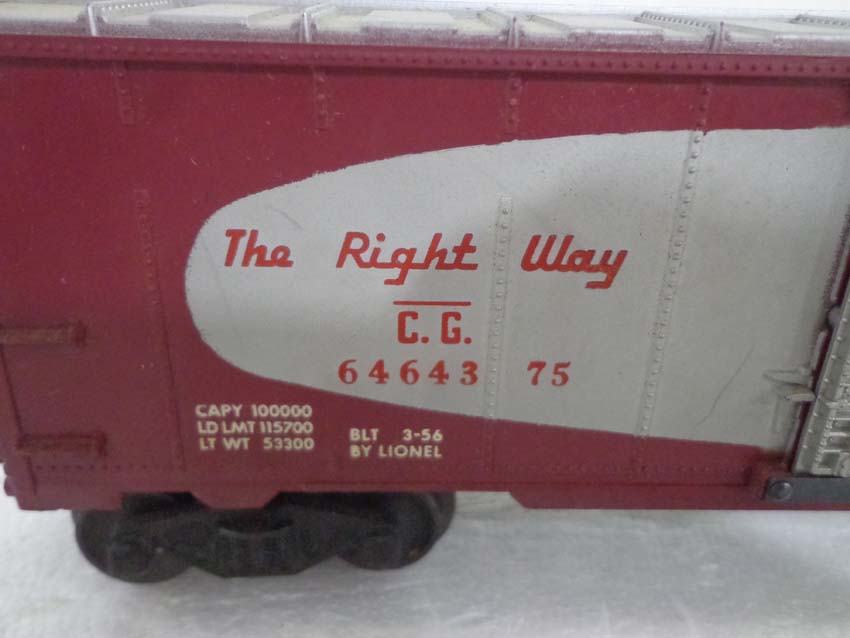 The Right Way
C.G.
64643 75
CAPY 100000
LD LMT 115700
LT WT 53300
BLT 3-56
BY LIONEL